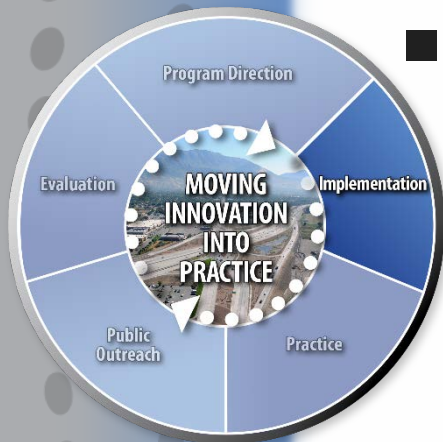 Program Direction
Evaluation
MOVING
INNOVATION
INTO
PRACTICE
Implementation
Public
Outreach
Practice